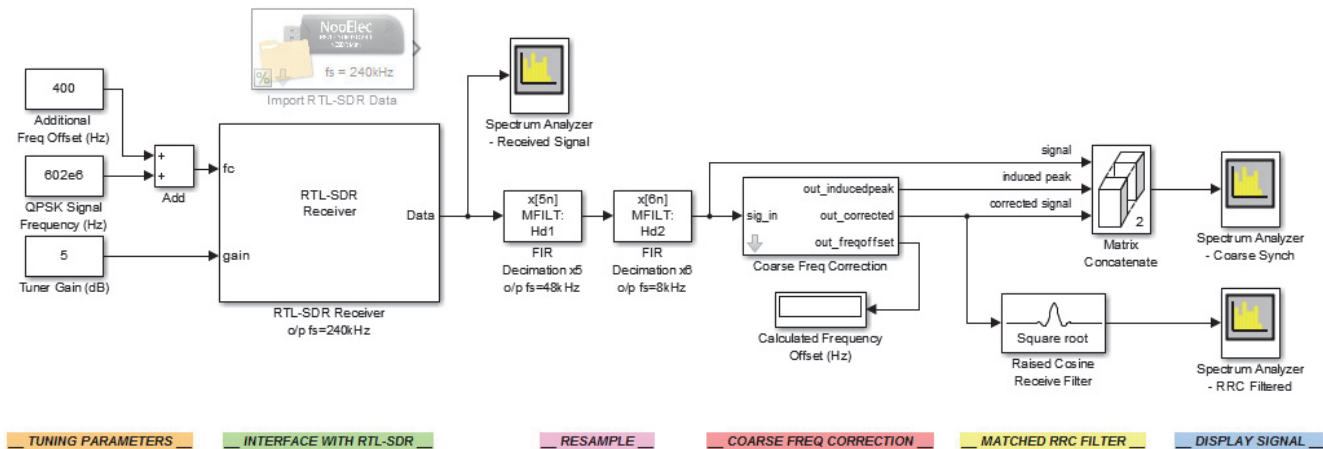 NooElec
fs = 240kHz
%
Import RTL-SDR Data
400
Additional
Freq Offset (Hz)
602e6
QPSK Signal
Frequency (Hz)
5
Tuner Gain (dB)
+
+
Add
fc
gain
RTL-SDR
Receiver
Data
RTL-SDR Receiver
o/p fs=240kHz
Spectrum Analyzer
- Received Signal
x[5n]
MFILT:
Hd1
FIR
Decimation x5
o/p fs=48kHz
x[6n]
MFILT:
Hd2
FIR
Decimation x6
o/p fs=8kHz
sig_in
out_inducedpeak
out_corrected
out_freqoffset
Coarse Freq Correction
Calculated Frequency
Offset (Hz)
signal
induced peak
corrected signal
2
Matrix
Concatenate
Spectrum Analyzer
- Coarse Synch
Square root
Raised Cosine
Receive Filter
Spectrum Analyzer
- RRC Filtered
__ TUNING PARAMETERS __
__ INTERFACE WITH RTL-SDR __
__ RESAMPLE __
__ COARSE FREQ CORRECTION __
__ MATCHED RRC FILTER __
__ DISPLAY SIGNAL __